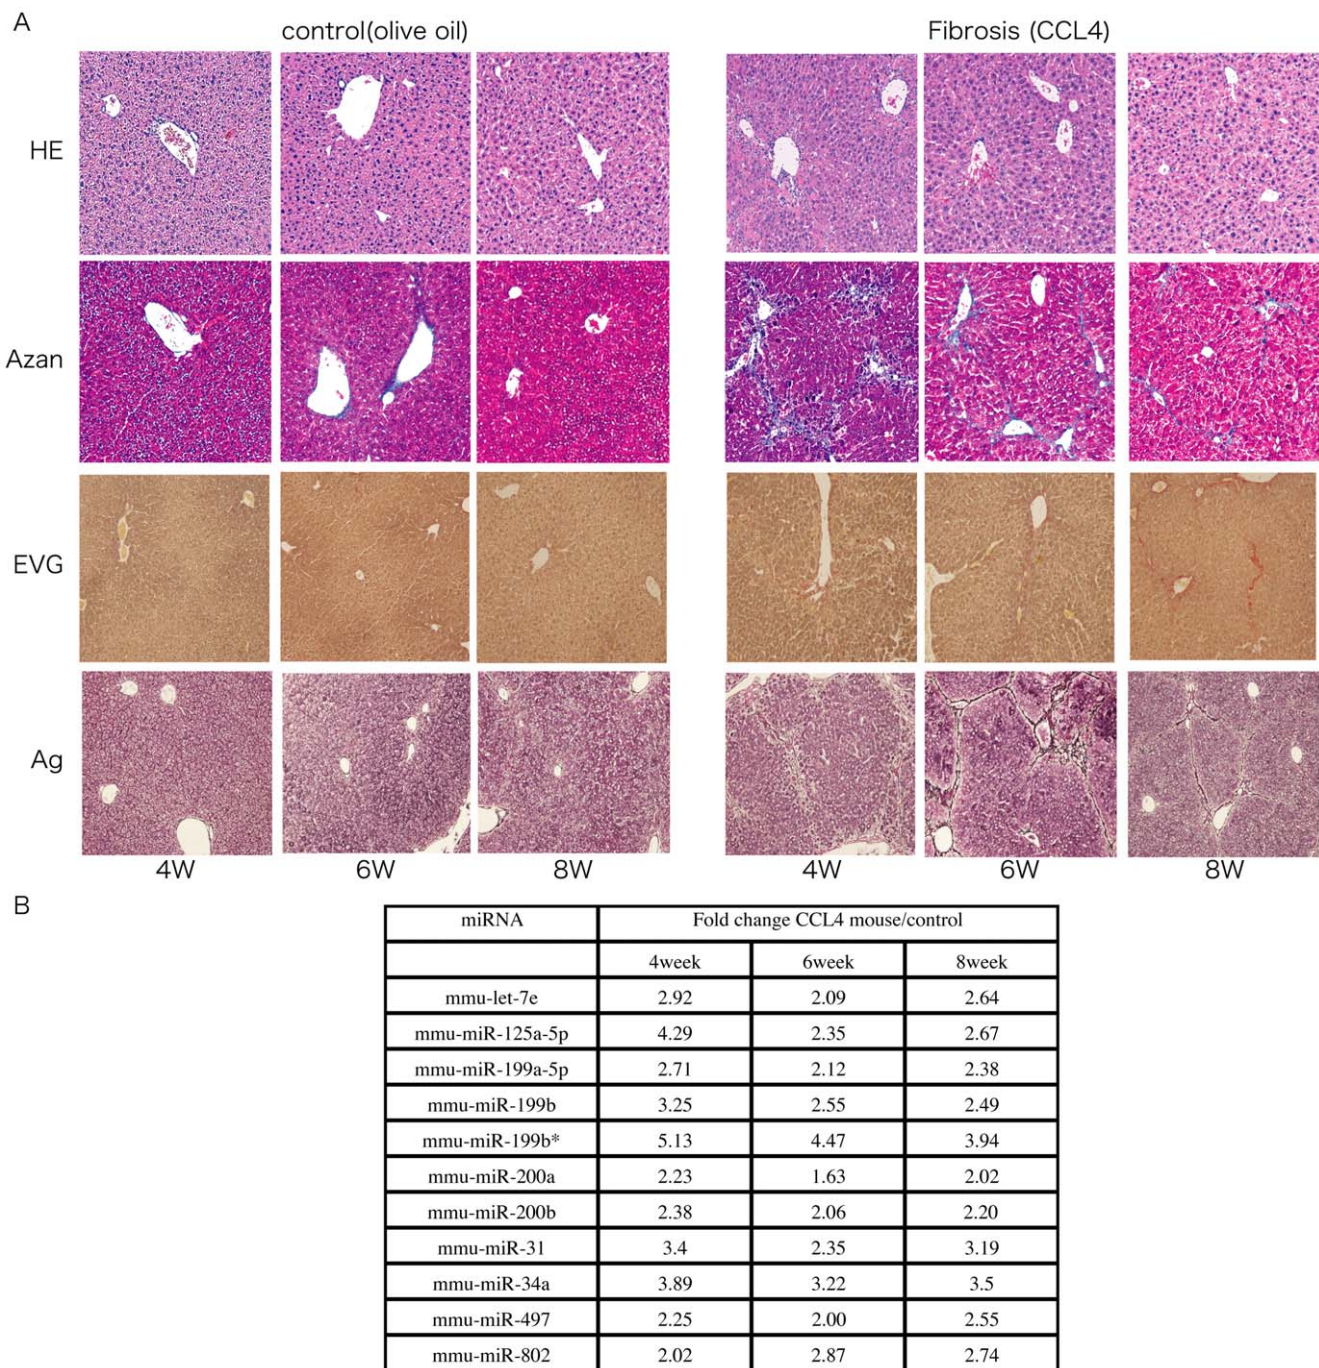 A
control(olive oil)
Fibrosis (CCL4)
HE
Azan
EVG
Ag
4W
6W
8W
4W
6W
8W
B
miRNA Fold change CCL4 mouse/control
4week 6week 8week
mmu-let-7e 2.92 2.09 2.64
mmu-miR-125a-5p 4.29 2.35 2.67
mmu-miR-199a-5p 2.71 2.12 2.38
mmu-miR-199b 3.25 2.55 2.49
mmu-miR-199b* 5.13 4.47 3.94
mmu-miR-200a 2.23 1.63 2.02
mmu-miR-200b 2.38 2.06 2.20
mmu-miR-31 3.4 2.35 3.19
mmu-miR-34a 3.89 3.22 3.5
mmu-miR-497 2.25 2.00 2.55
mmu-miR-802 2.02 2.87 2.74